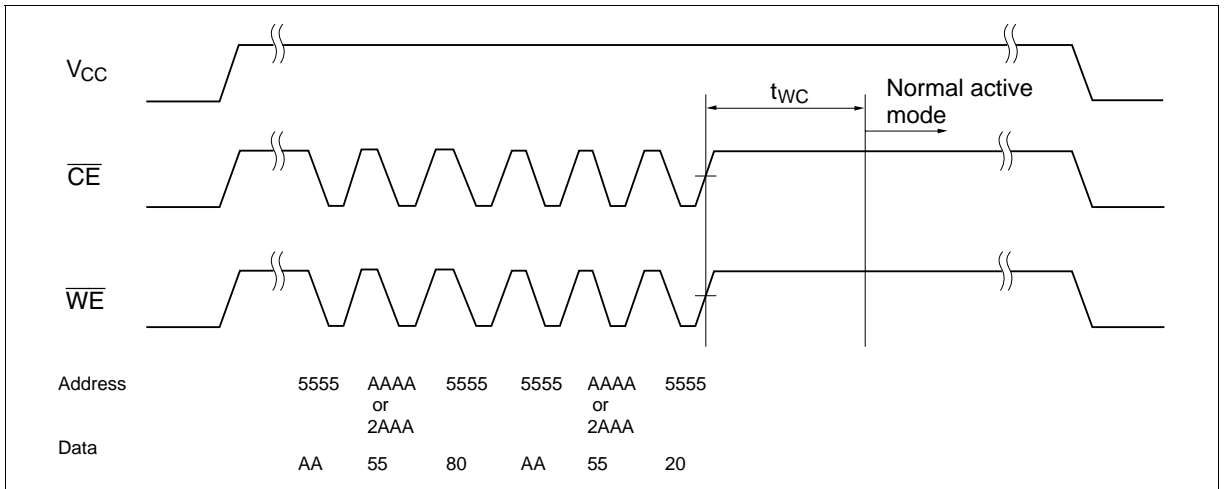 VCC
tWC
Normal active
mode
CE
WE
Address 5555 AAAA 5555 5555 AAAA 5555
or or
2AAA 2AAA
Data
AA 55 80 AA 55 20